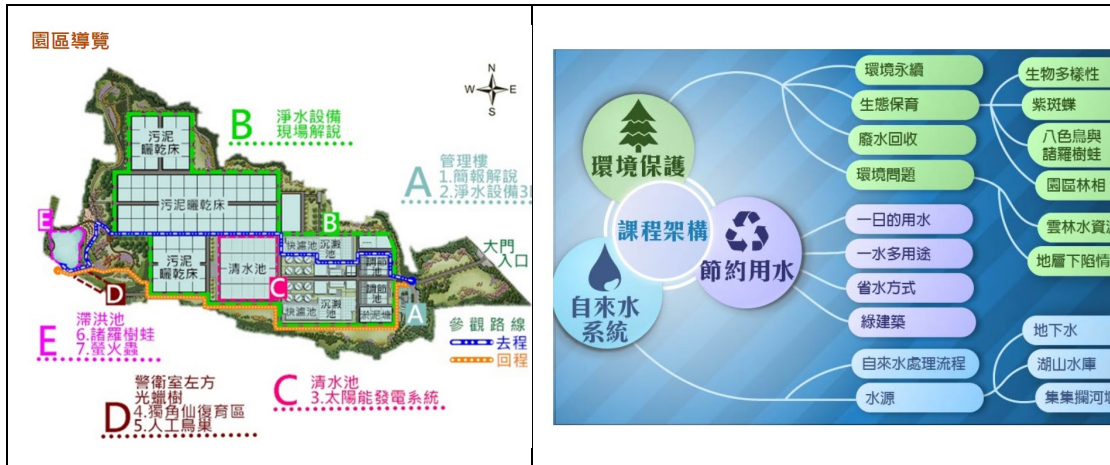 園區導覽
N
W
E
S
B
淨水設備
現場解說
A
管理樓
1.簡報解說
2.淨水設備3
污泥
曬乾床
污泥曬乾床
E
B
快濾池
沉澱
池
大門
入口
污泥
曬乾床
清水池
C
調節
池
D
快濾池
沉澱
池
A
E
滯洪池
6.諸羅樹蛙
7.螢火蟲
參觀路線
去程
回程
D
警衛室左方
光蠟樹
4.獨角仙復育區
5.人工鳥巢
C
清水池
3.太陽能發電系統
課程架構
環境保護
環境永續
生態保育
廢水回收
環境問題
生物多樣性
紫斑蝶
八色鳥與
諸羅樹蛙
園區林相
雲林水資
地層下陷情
節約用水
一日的用水
一水多用途
省水方式
綠建築
自來水
系統
自來水處理流程
水源
地下水
湖山水庫
集集攔河